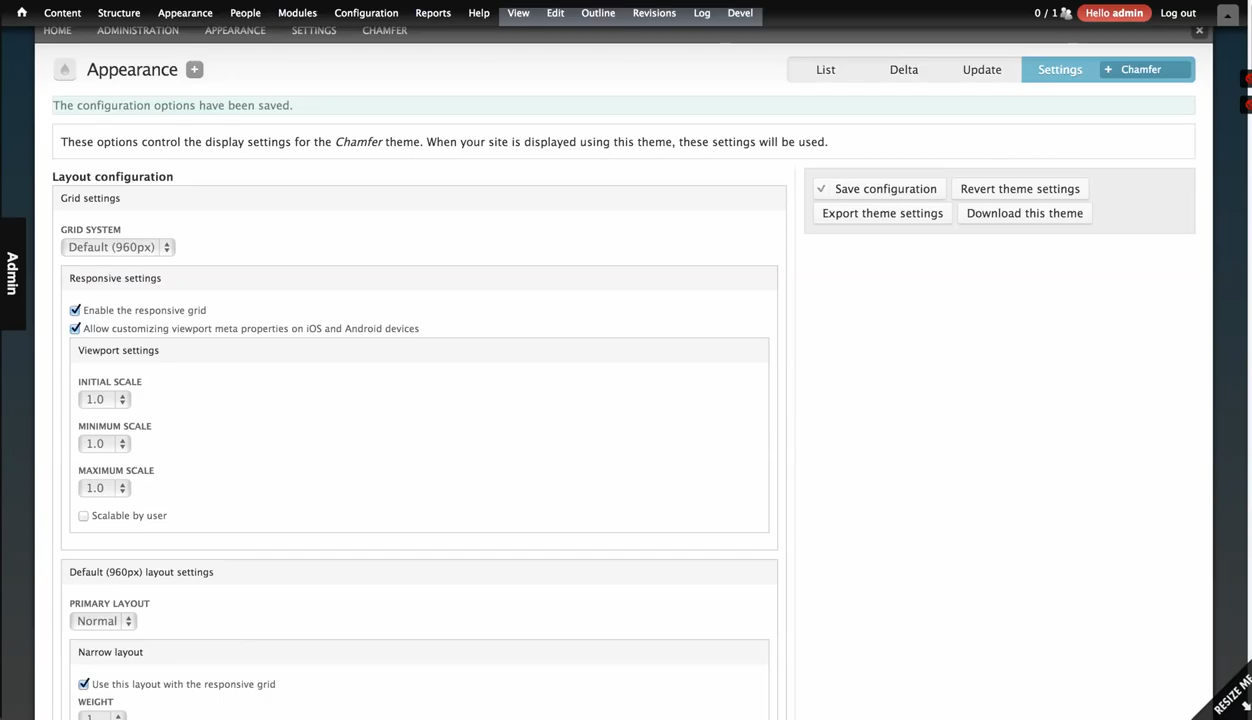 Content Structure Appearance People Modules Configuration Reports Help View Edit Outline Revisions Log Devel 0 / 1 Hello admin Log out
HOME ADMINISTRATION APPEARANCE SETTINGS CHAMFER
Appearance + List Delta Update Settings + Chamfer
The configuration options have been saved.
These options control the display settings for the Chamfer theme. When your site is displayed using this theme, these settings will be used.
Layout configuration
Grid settings
GRID SYSTEM
Default (960px)
Responsive settings
Enable the responsive grid
Allow customizing viewport meta properties on iOS and Android devices
Viewport settings
INITIAL SCALE
1.0
MINIMUM SCALE
1.0
MAXIMUM SCALE
1.0
Scalable by user
Default (960px) layout settings
PRIMARY LAYOUT
Normal
Narrow layout
Use this layout with the responsive grid
WEIGHT
1
Save configuration Revert theme settings
Export theme settings Download this theme
Admin
RESIZE ME